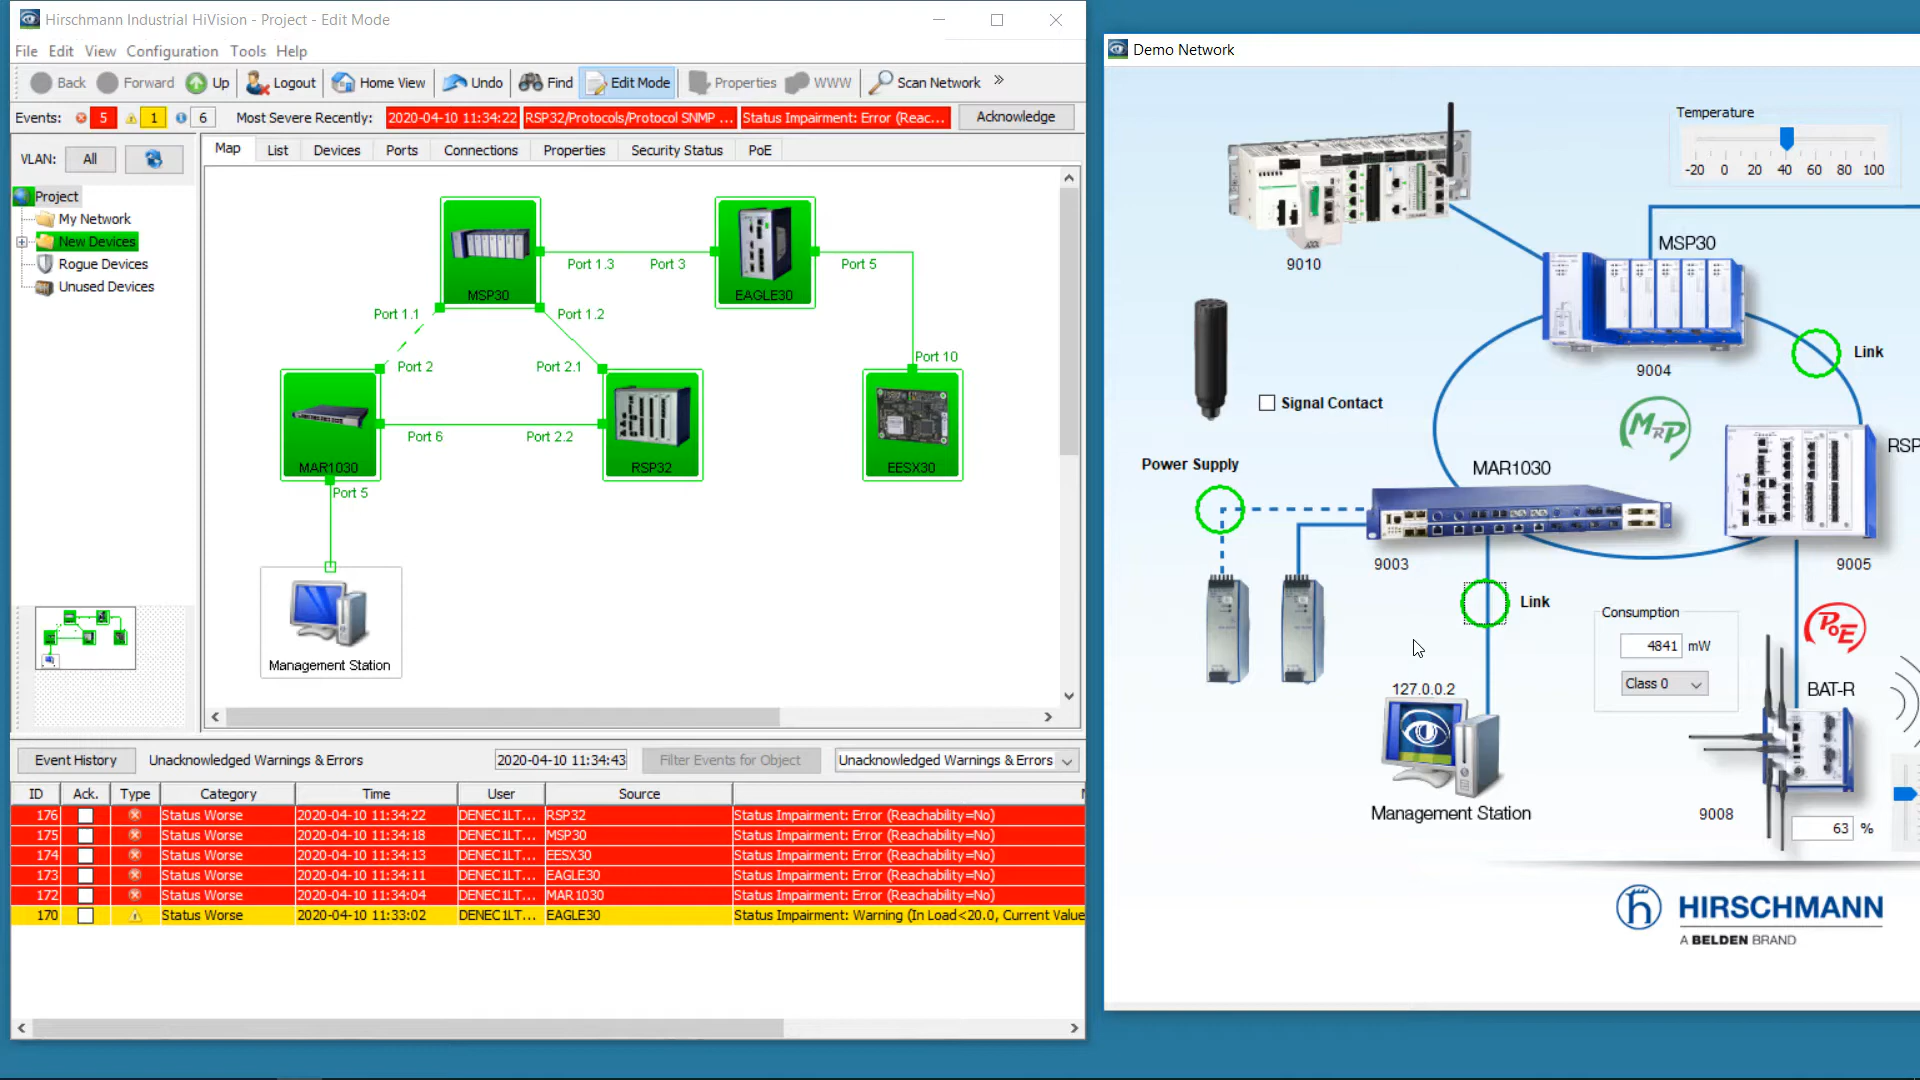 Hirschmann Industrial HiVision - Project - Edit Mode
File Edit View Configuration Tools Help
Back Forward Up Logout Home View Undo Find Edit Mode Properties WWW Scan Network »
Events: 5 1 6 Most Severe Recently: 2020-04-10 11:34:22 RSP32/Protocols/Protocol SNMP ... Status Impairment: Error (Reac... Acknowledge
VLAN: All
Map List Devices Ports Connections Properties Security Status PoE
Project
My Network
New Devices
Rogue Devices
Unused Devices
MSP30
Port 1.3
Port 3
EAGLE30
Port 5
Port 1.1
Port 1.2
Port 10
Port 2
Port 2.1
MAR1030
Port 6
Port 2.2
RSP32
EESX30
Port 5
Management Station
Event History Unacknowledged Warnings & Errors 2020-04-10 11:34:43 Filter Events for Object Unacknowledged Warnings & Errors
ID Ack. Type Category Time User Source
176 Status Worse 2020-04-10 11:34:22 DENEC1LT... RSP32 Status Impairment: Error (Reachability=No)
175 Status Worse 2020-04-10 11:34:18 DENEC1LT... MSP30 Status Impairment: Error (Reachability=No)
174 Status Worse 2020-04-10 11:34:13 DENEC1LT... EESX30 Status Impairment: Error (Reachability=No)
173 Status Worse 2020-04-10 11:34:11 DENEC1LT... EAGLE30 Status Impairment: Error (Reachability=No)
172 Status Worse 2020-04-10 11:34:04 DENEC1LT... MAR1030 Status Impairment: Error (Reachability=No)
170 Status Worse 2020-04-10 11:33:02 DENEC1LT... EAGLE30 Status Impairment: Warning (In Load<20.0, Current Value
Demo Network
Temperature
-20 0 20 40 60 80 100
9010
MSP30
9004
Link
Signal Contact
MRP
Power Supply
MAR1030
RSP
9003
9005
Link
Consumption
4841 mW
Class 0
PoE
127.0.0.2
BAT-R
Management Station
9008
63 %
HIRSCHMANN
A BELDEN BRAND